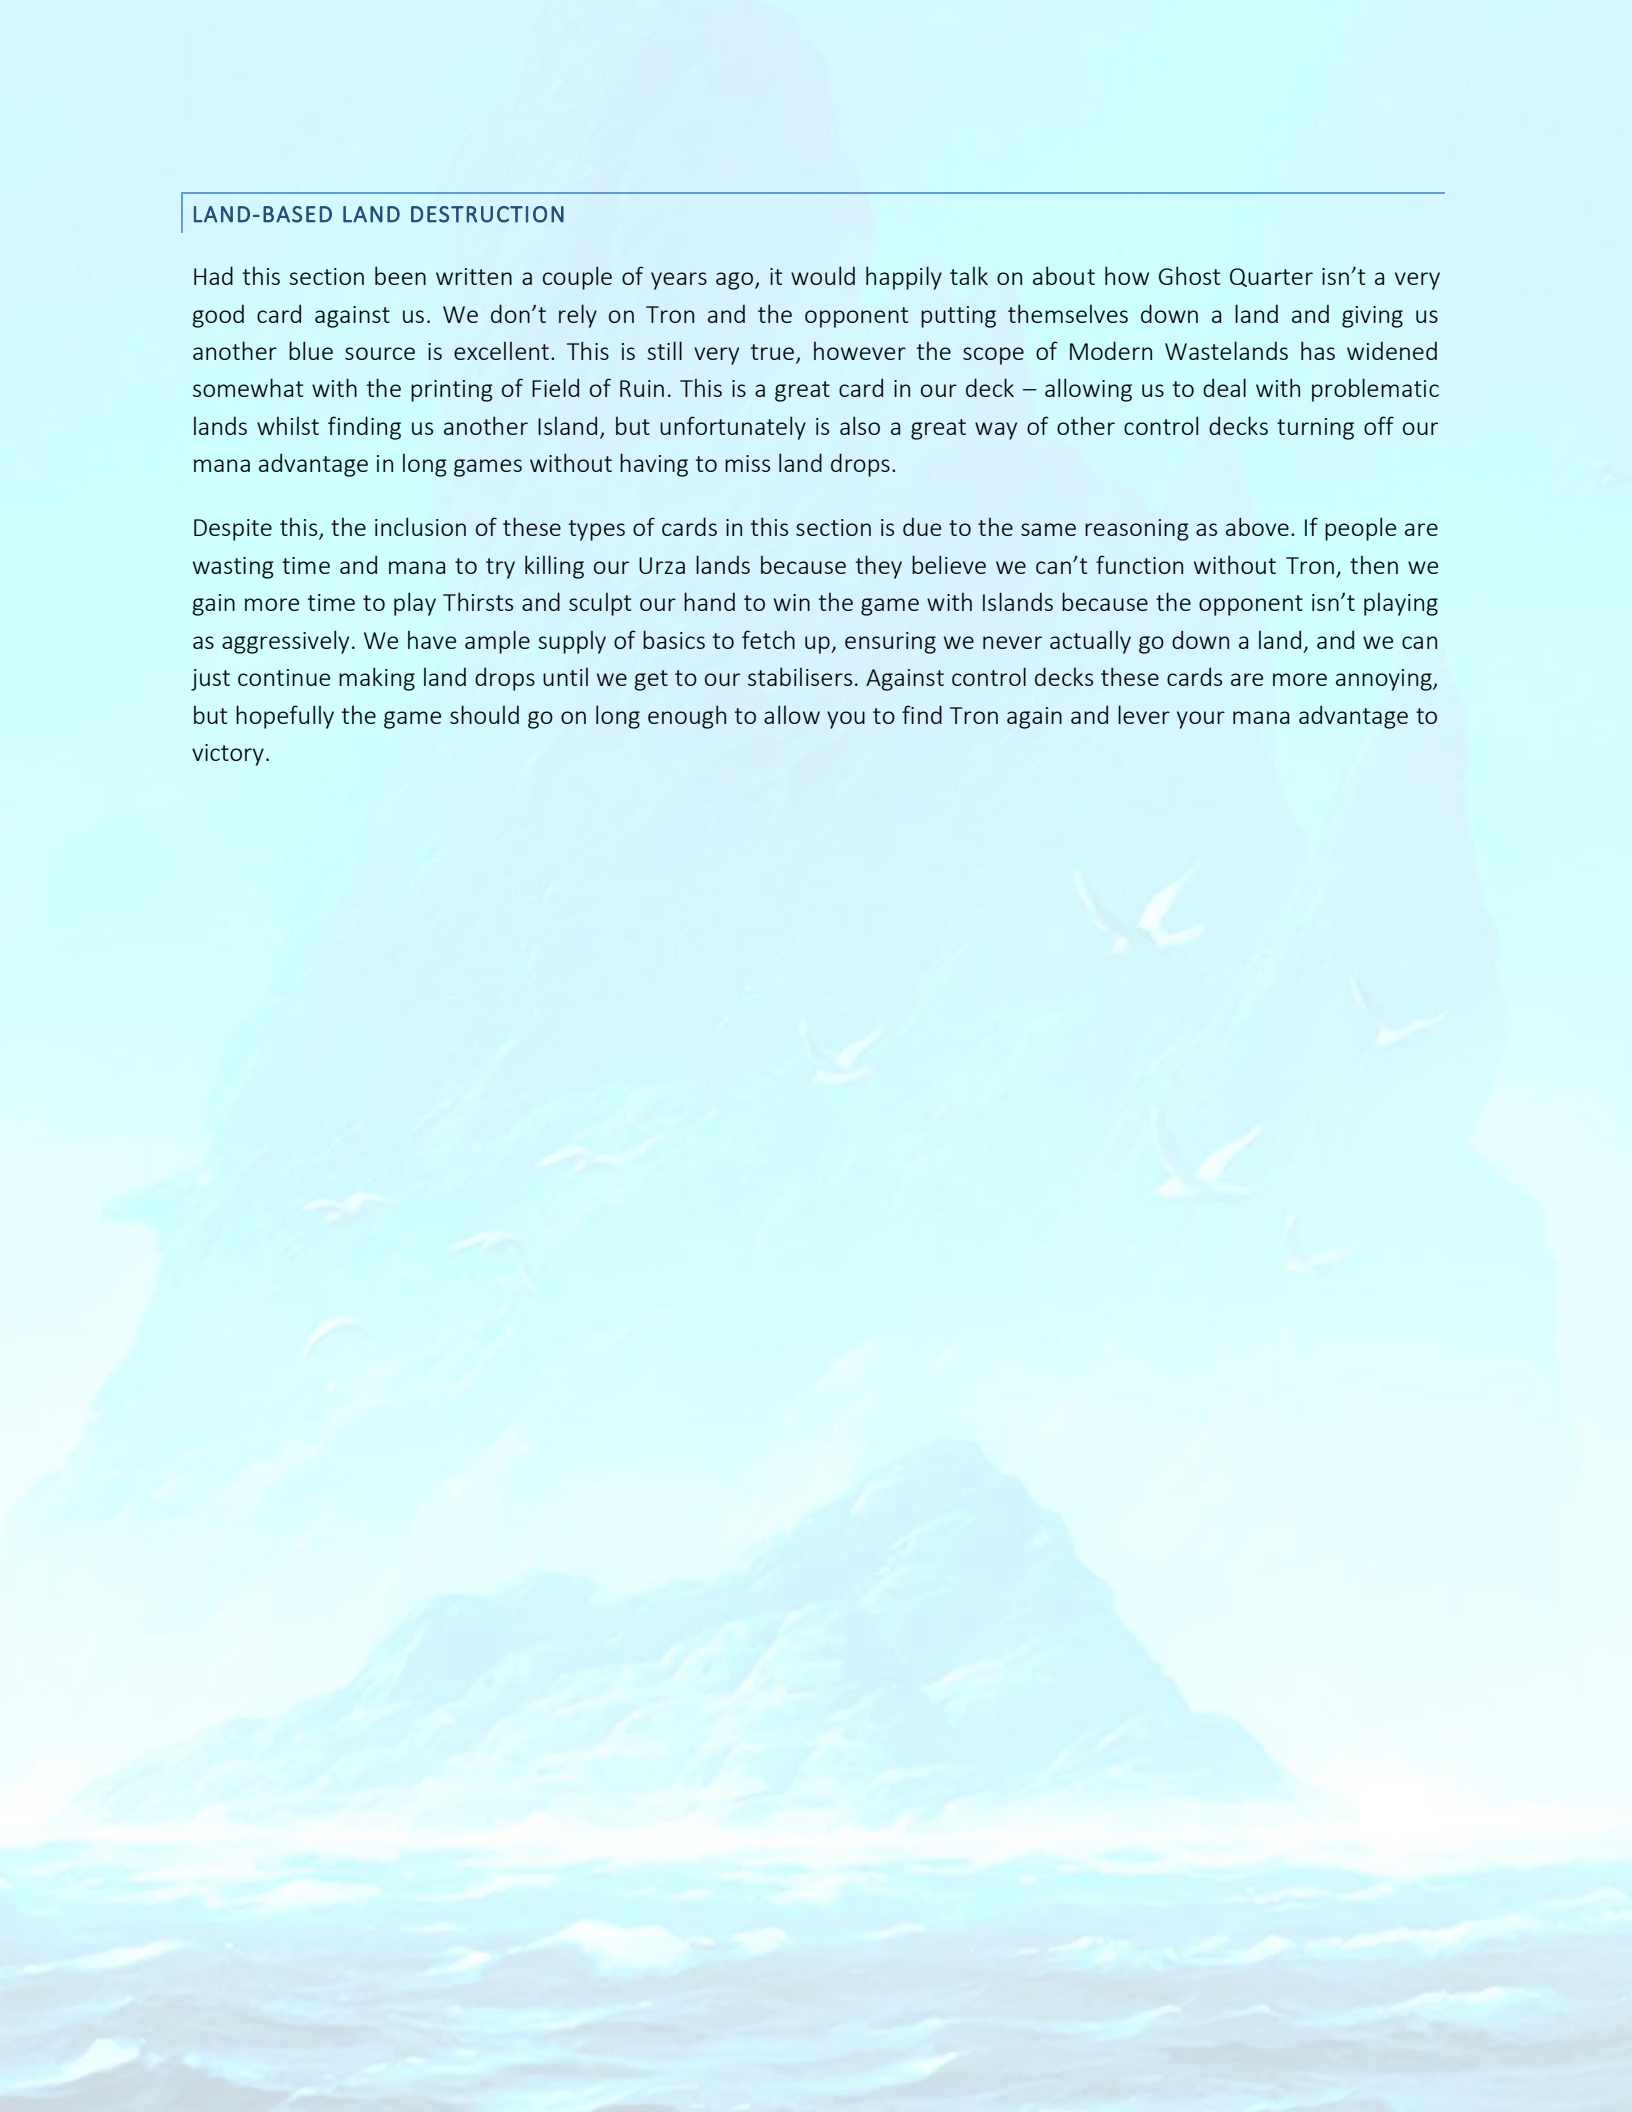 LAND-BASED LAND DESTRUCTION
Had this section been written a couple of years ago, it would happily talk on about how Ghost Quarter isn’t a very
good card against us. We don’t rely on Tron and the opponent putting themselves down a land and giving us
another blue source is excellent. This is still very true, however the scope of Modern Wastelands has widened
somewhat with the printing of Field of Ruin. This is a great card in our deck – allowing us to deal with problematic
lands whilst finding us another Island, but unfortunately is also a great way of other control decks turning off our
mana advantage in long games without having to miss land drops.
Despite this, the inclusion of these types of cards in this section is due to the same reasoning as above. If people are
wasting time and mana to try killing our Urza lands because they believe we can’t function without Tron, then we
gain more time to play Thirsts and sculpt our hand to win the game with Islands because the opponent isn’t playing
as aggressively. We have ample supply of basics to fetch up, ensuring we never actually go down a land, and we can
just continue making land drops until we get to our stabilisers. Against control decks these cards are more annoying,
but hopefully the game should go on long enough to allow you to find Tron again and lever your mana advantage to
victory.